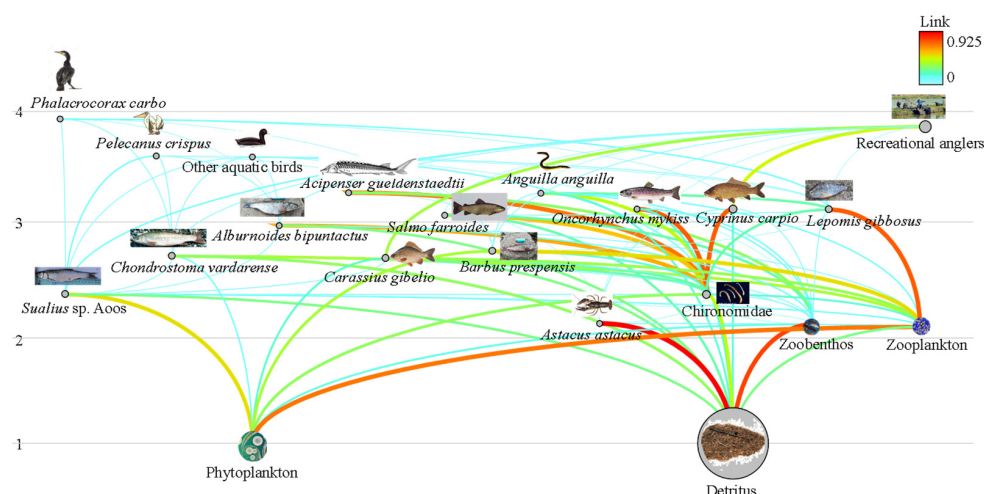 Link
0.925
0
4
Phalacrocorax carbo
Pelecanus crispus
Other aquatic birds
Recreational anglers
Acipenser gueldenstaedtii
Anguilla anguilla
3
Alburnoides bipuntactus
Salmo farroides
Oncorhynchus mykiss
Cyprinus carpio
Lepomis gibbosus
Chondrostoma vardarense
Carassius gibelio
Barbus prespensis
Sualius sp. Aoos
Chironomidae
Astacus astacus
2
Zoobenthos
Zooplankton
1
Phytoplankton
Detritus